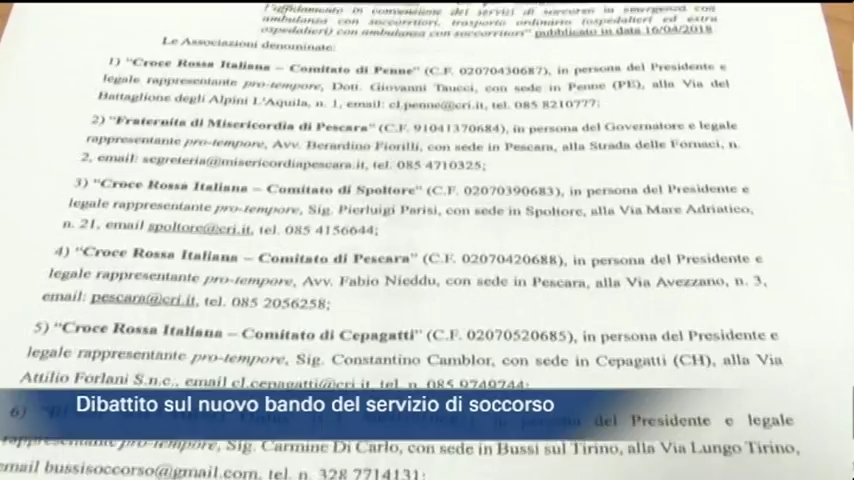 l'affidamento in convenzione del servizio di soccorso in emergenza con
ambulanza con soccorritori, trasporto ordinario (ospedalieri ed extra
ospedalieri) con ambulanza con soccorritori" pubblicato in data 16/04/2018
Le Associazioni denominate:
1) "Croce Rossa Italiana – Comitato di Penne" (C.F. 02070430687), in persona del Presidente e
legale rappresentante pro-tempore, Dott. Giovanni Taucci, con sede in Penne (PE), alla Via del
Battaglione degli Alpini L'Aquila, n. 1, email: cl.penne@cri.it, tel. 085 8210777;
2) "Fraternita di Misericordia di Pescara" (C.F. 91041370684), in persona del Governatore e legale
rappresentante pro-tempore, Avv. Berardino Fiorilli, con sede in Pescara, alla Strada delle Fornaci, n.
2, email: segreteria@misericordiapescara.it, tel. 085 4710325;
3) "Croce Rossa Italiana – Comitato di Spoltore" (C.F. 02070390683), in persona del Presidente e
legale rappresentante pro-tempore, Sig. Pierluigi Parisi, con sede in Spoltore, alla Via Mare Adriatico,
n. 21, email spoltore@cri.it, tel. 085 4156644;
4) "Croce Rossa Italiana – Comitato di Pescara" (C.F. 02070420688), in persona del Presidente e
legale rappresentante pro-tempore, Avv. Fabio Nieddu, con sede in Pescara, alla Via Avezzano, n. 3,
email: pescara@cri.it, tel. 085 2056258;
5) "Croce Rossa Italiana – Comitato di Cepagatti" (C.F. 02070520685), in persona del Presidente e
legale rappresentante pro-tempore, Sig. Constantino Camblor, con sede in Cepagatti (CH), alla Via
Attilio Forlani S.n.c., email cl.cepagatti@cri.it, tel. n. 085 9749744;
Dibattito sul nuovo bando del servizio di soccorso
6) del Presidente e legale
rappresentante pro-tempore, Sig. Carmine Di Carlo, con sede in Bussi sul Tirino, alla Via Lungo Tirino,
email bussisoccorso@gmail.com, tel. n. 328 7714131;